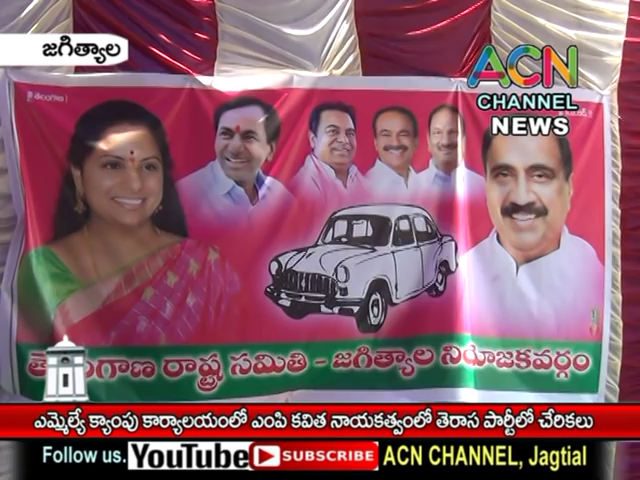 జగిత్యాల
ACN
CHANNEL
NEWS
తెలంగాణ రాష్ట్ర సమితి - జగిత్యాల నియోజకవర్గం
ఎమ్మెల్యే క్యాంపు కార్యాలయంలో ఎంపి కవిత నాయకత్వంలో తెరాస పార్టీలో చేరికలు
Follow us. YouTube SUBSCRIBE ACN CHANNEL, Jagtial